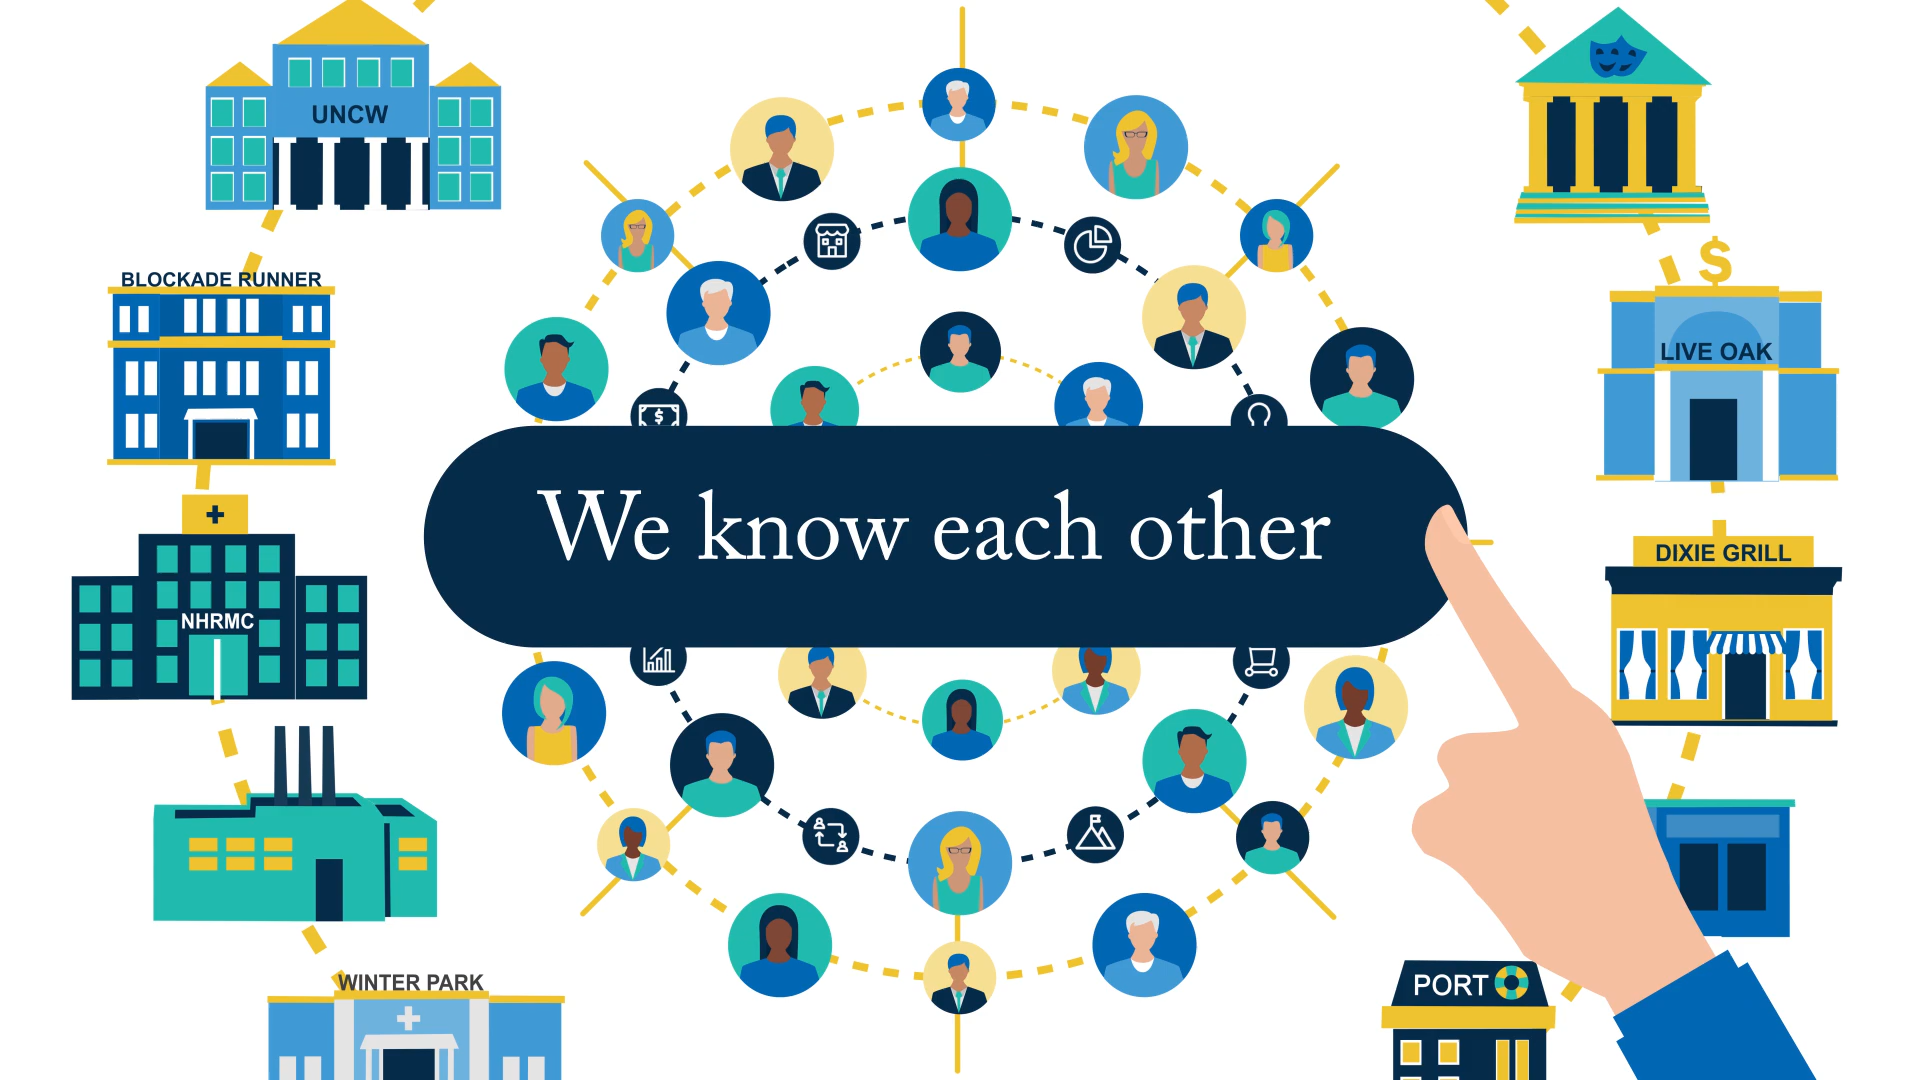 UNCW
BLOCKADE RUNNER
$
LIVE OAK
$
We know each other
DIXIE GRILL
NHRMC
WINTER PARK
PORT